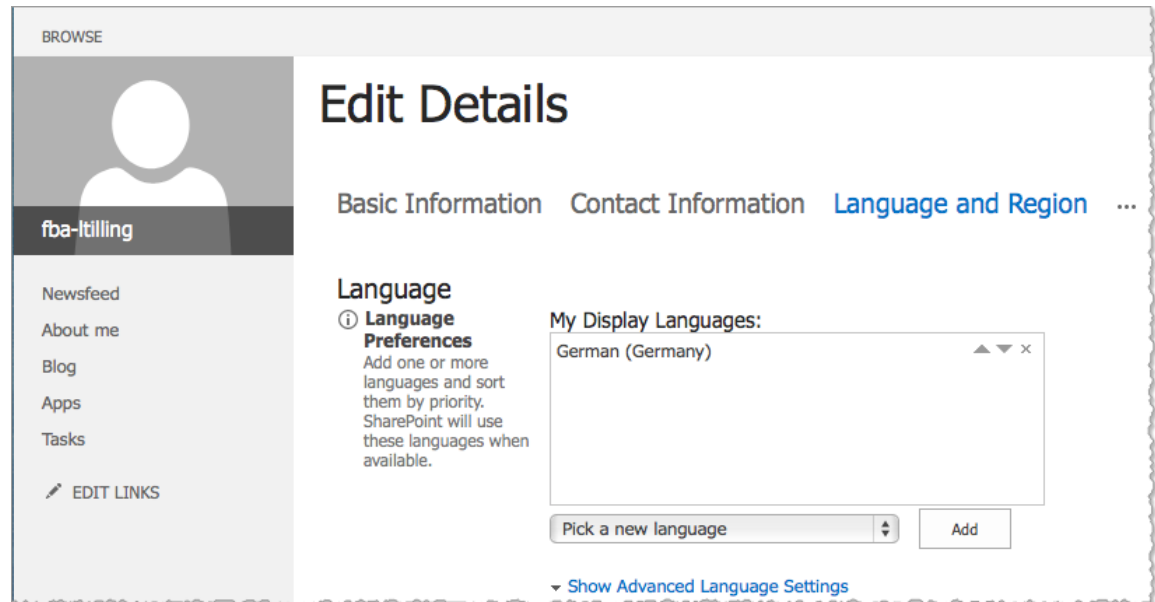 BROWSE
fba-ltilling
Newsfeed
About me
Blog
Apps
Tasks
EDIT LINKS
Edit Details
Basic Information Contact Information Language and Region ...
Language
Language
Preferences
Add one or more
languages and sort
them by priority.
SharePoint will use
these languages when
available.
My Display Languages:
German (Germany)
Pick a new language
Add
Show Advanced Language Settings